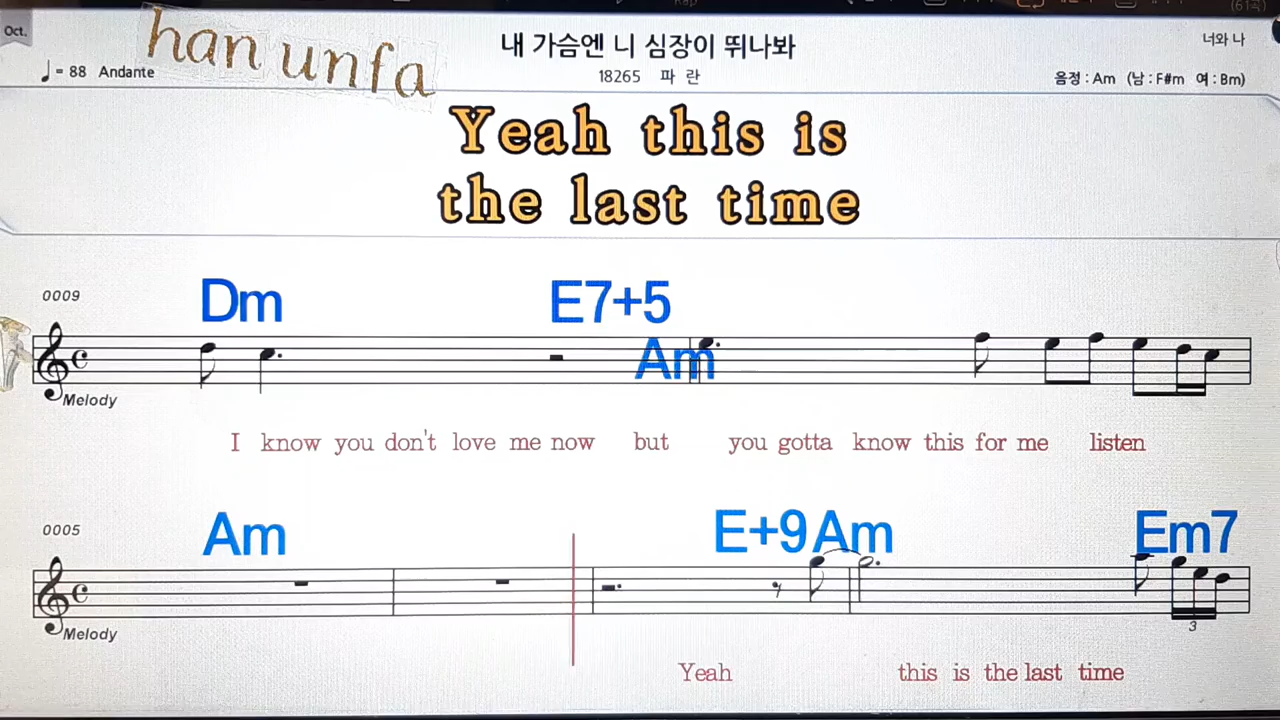 Oct.
han unfa
♩= 88 Andante
내 가슴엔 니 심장이 뛰나봐
18265 파 란
너와 나
음정 : Am (남 : F#m 여 : Bm)
Yeah this is
the last time
0009
Dm E7+5
Am
Melody
I know you don't love me now but you gotta know this for me listen
0005
Am E+9 Am Em7
3
Melody
Yeah this is the last time